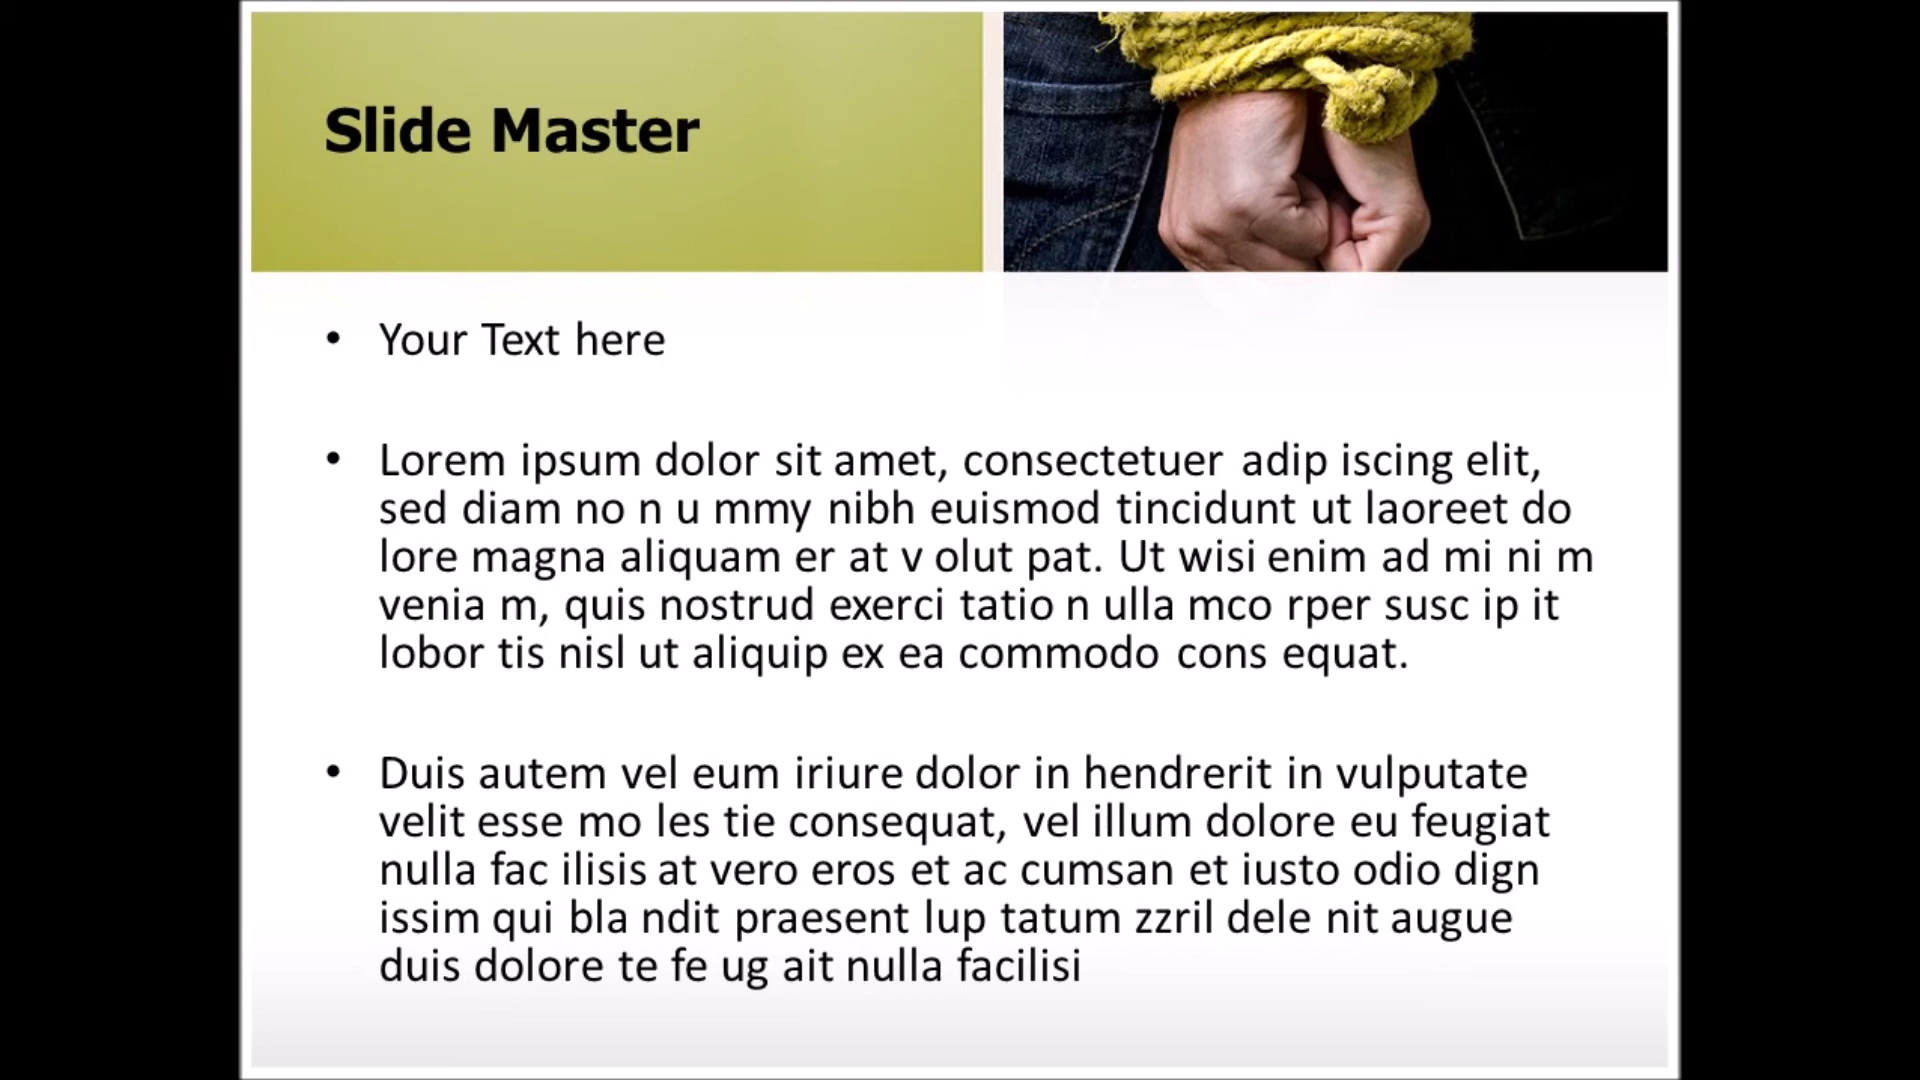 Slide Master
• Your Text here
• Lorem ipsum dolor sit amet, consectetuer adip iscing elit,
sed diam no n u mmy nibh euismod tincidunt ut laoreet do
lore magna aliquam er at v olut pat. Ut wisi enim ad mi ni m
venia m, quis nostrud exerci tatio n ulla mco rper susc ip it
lobor tis nisl ut aliquip ex ea commodo cons equat.
• Duis autem vel eum iriure dolor in hendrerit in vulputate
velit esse mo les tie consequat, vel illum dolore eu feugiat
nulla fac ilisis at vero eros et ac cumsan et iusto odio dign
issim qui bla ndit praesent lup tatum zzril dele nit augue
duis dolore te fe ug ait nulla facilisi